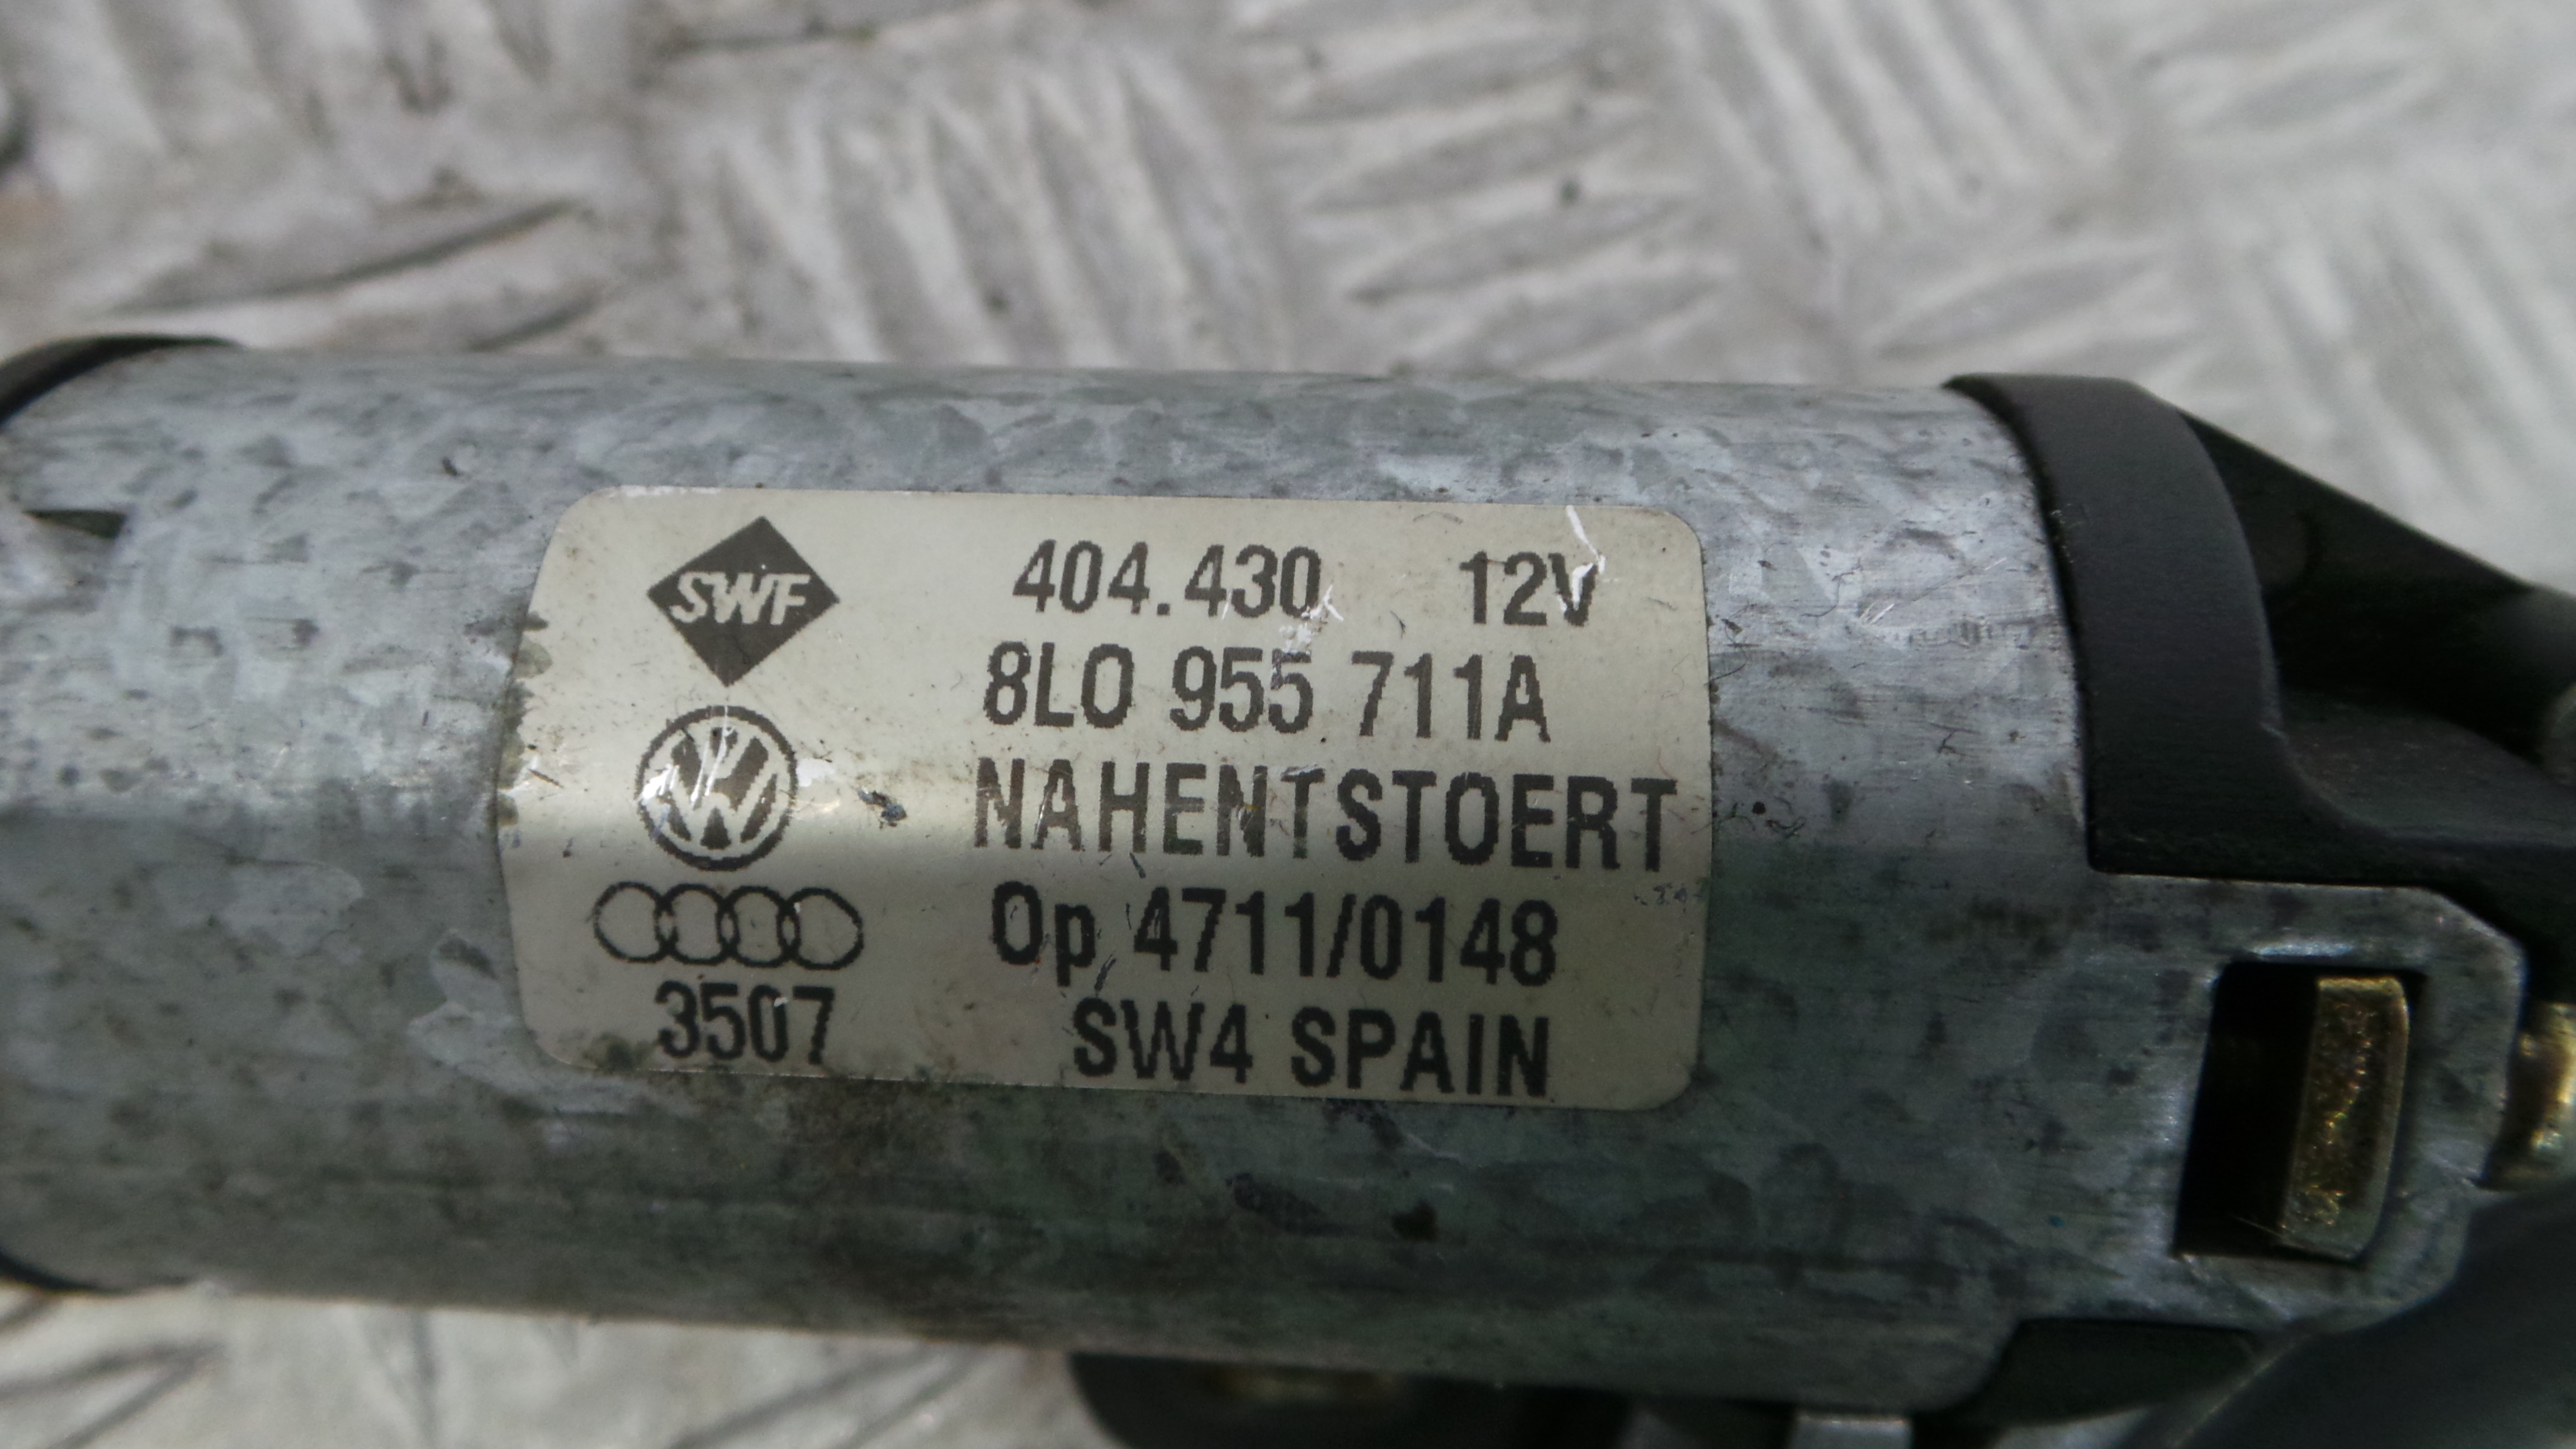 SWF 404.430 12V
8L0 955 711A
NAHENTSTOERT
Op 4711/0148
3507 SW4 SPAIN